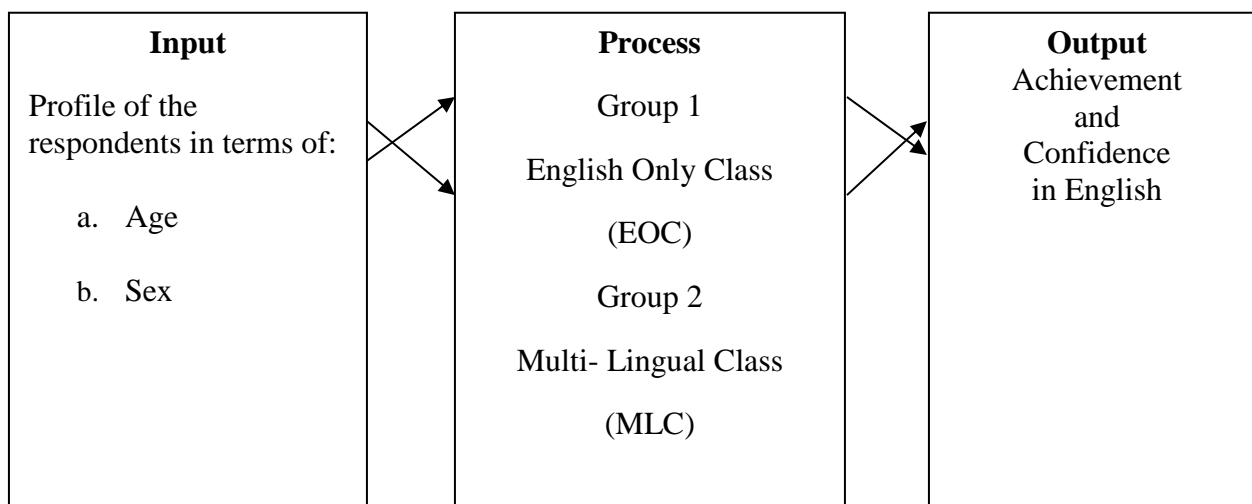 Input
Profile of the
respondents in terms of:
a. Age
b. Sex
Process
Group 1
English Only Class
(EOC)
Group 2
Multi- Lingual Class
(MLC)
Output
Achievement
and
Confidence
in English